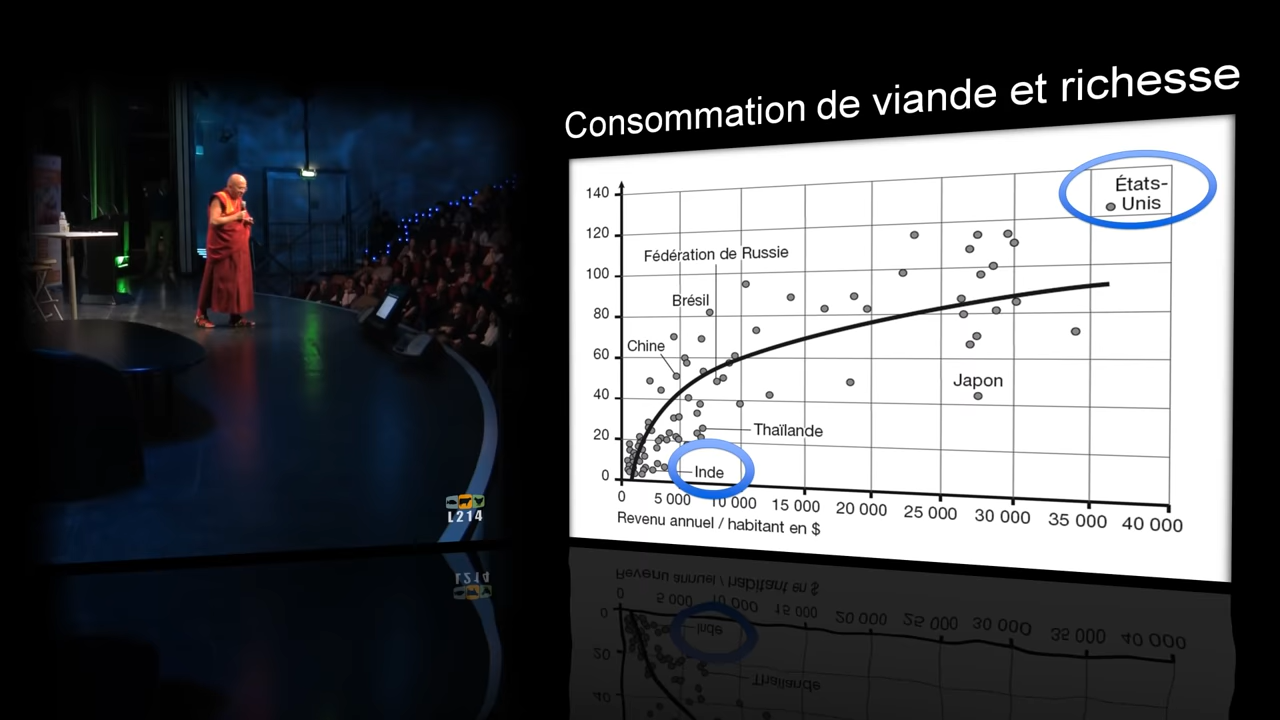 Consommation de viande et richesse
140
États-
Unis
120
Fédération de Russie
100
Brésil
80
Chine
60
Japon
40
Thaïlande
20
Inde
0
0
5 000
10 000
15 000
20 000
25 000
30 000
35 000
40 000
Revenu annuel / habitant en $
L214